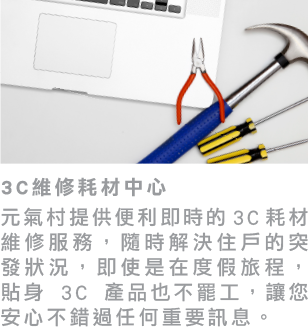 3C維修耗材中心
元氣村提供便利即時的3C耗材
維修服務，隨時解決住戶的突
發狀況，即使是在度假旅程，
貼身 3C 產品也不罷工，讓您
安心不錯過任何重要訊息。